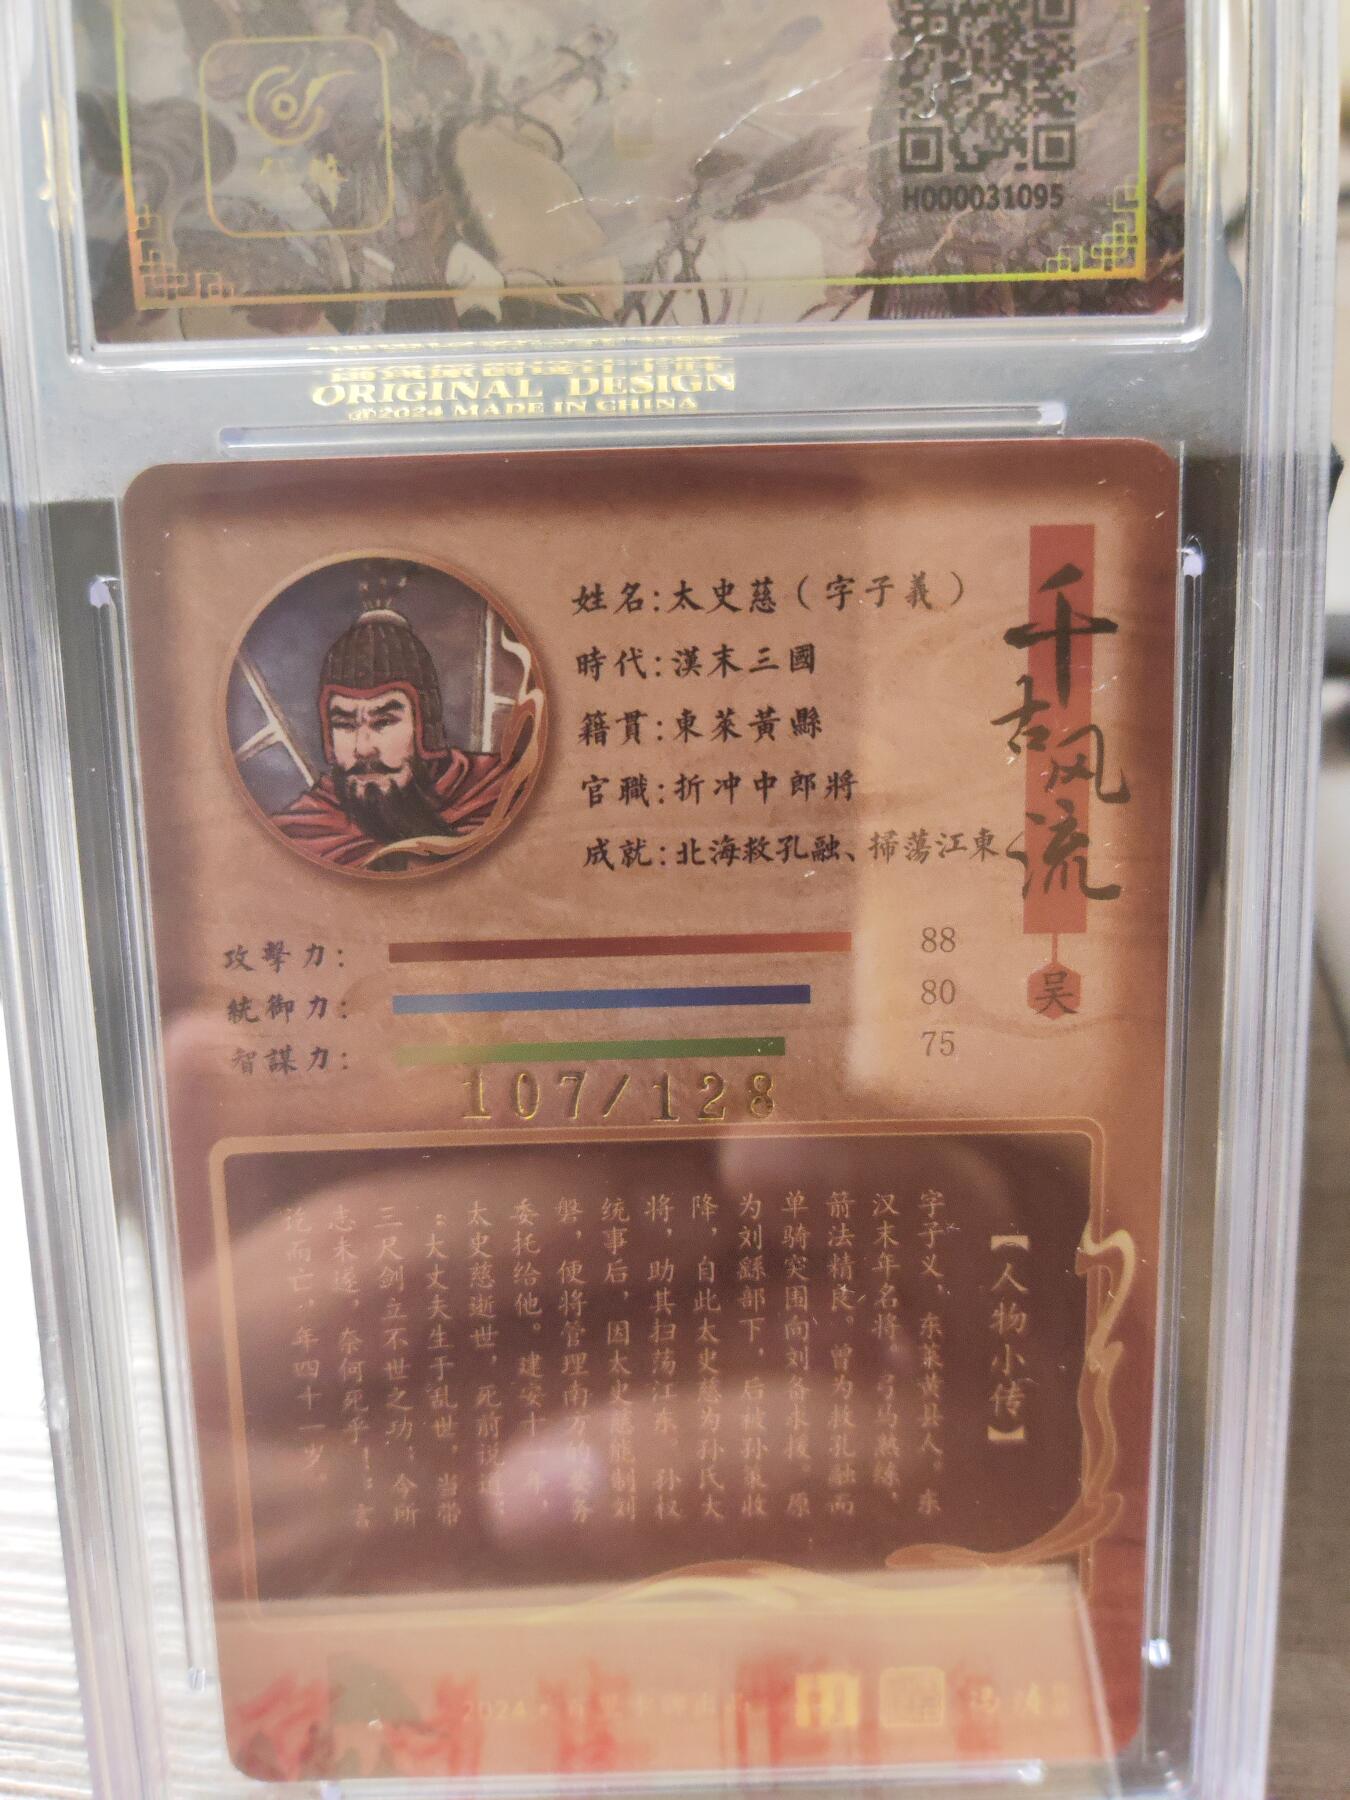 H000031095
ORIGINAL DESIGN
©2024 MADE IN CHINA
姓名:太史慈（字子義）
時代:漢末三國
籍貫:東萊黃縣
官職:折冲中郎將
成就:北海救孔融、掃蕩江東
千古风流
吴
攻擊力: 88
統御力: 80
智謀力: 75
107/128
【人物小传】
字子义，东莱黄县人。东
汉末年名将。弓马熟练，
箭法精良。曾为救孔融而
单骑突围向刘备求援。原
为刘繇部下，后被孙策收
降，自此太史慈为孙氏大
将，助其扫荡江东。孙权
统事后，因太史慈能制刘
磐，便将管理南方的委务
委托给他。建安十一年，
太史慈逝世，死前说道:
:大丈夫生于乱世，当带
三尺剑立不世之功；今所
志未遂，奈何死乎！:言
讫而亡，年四十一岁。
2024